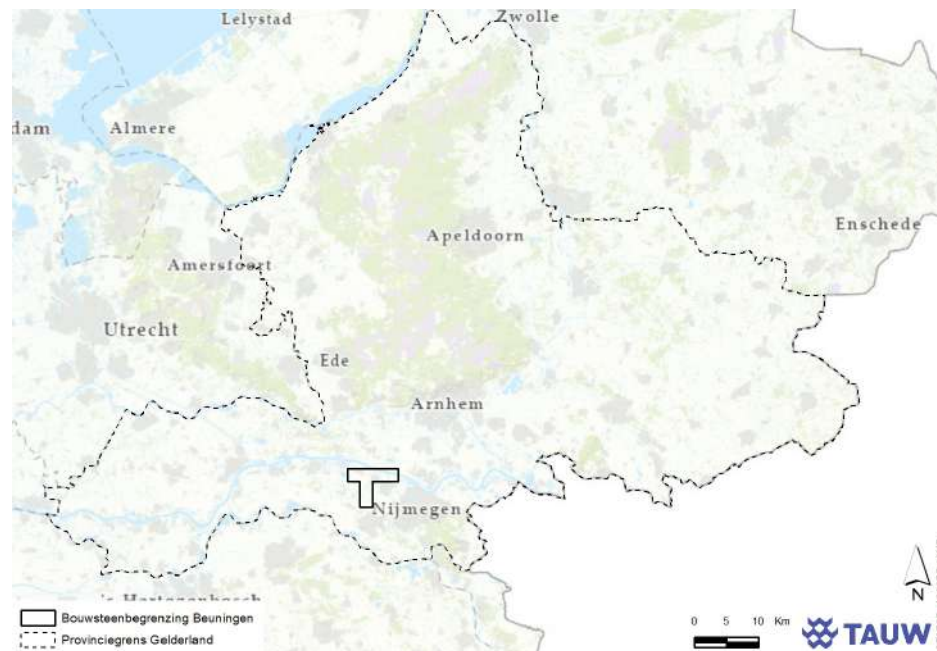 Lelystad
Zwolle
dam
Almere
Enschede
Apeldoorn
Amersfoort
Utrecht
Ede
Arnhem
Nijmegen
's Hertogenbosch
Bouwsteenbegrenzing Beuningen
Provinciegrens Gelderland
0 5 10 Km
N
TAUW